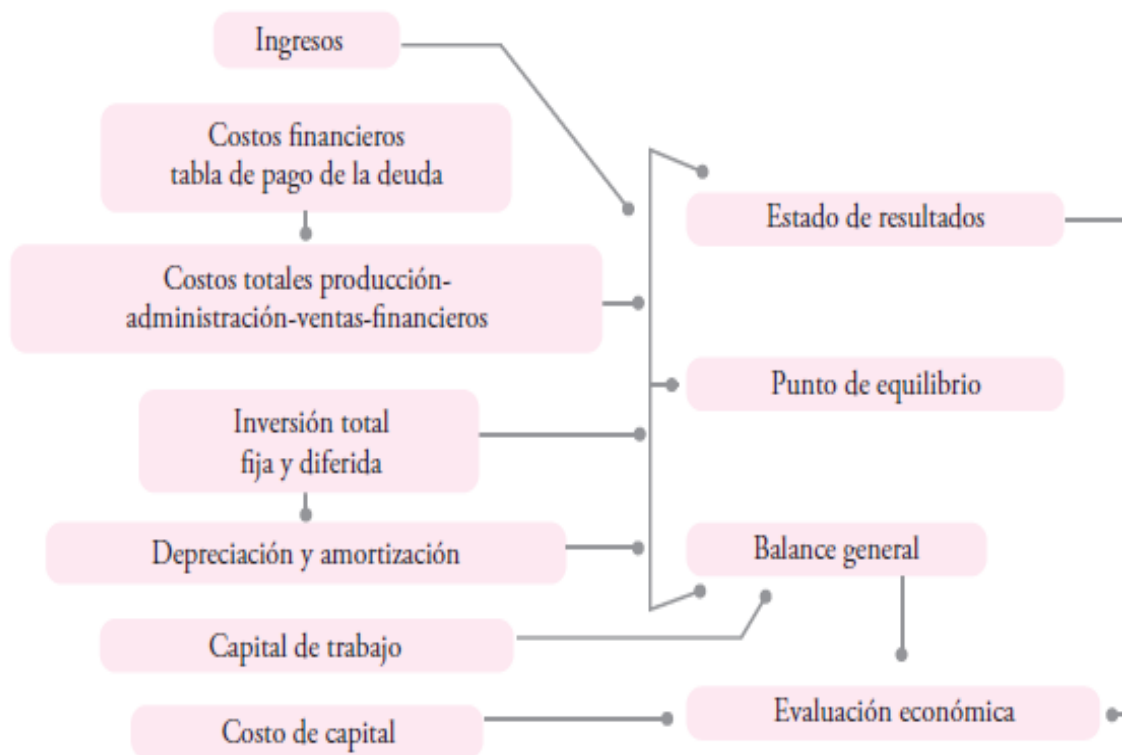 Ingresos
Costos financieros
tabla de pago de la deuda
Costos totales producción-
administración-ventas-financieros
Inversión total
fija y diferida
Depreciación y amortización
Capital de trabajo
Costo de capital
Estado de resultados
Punto de equilibrio
Balance general
Evaluación económica